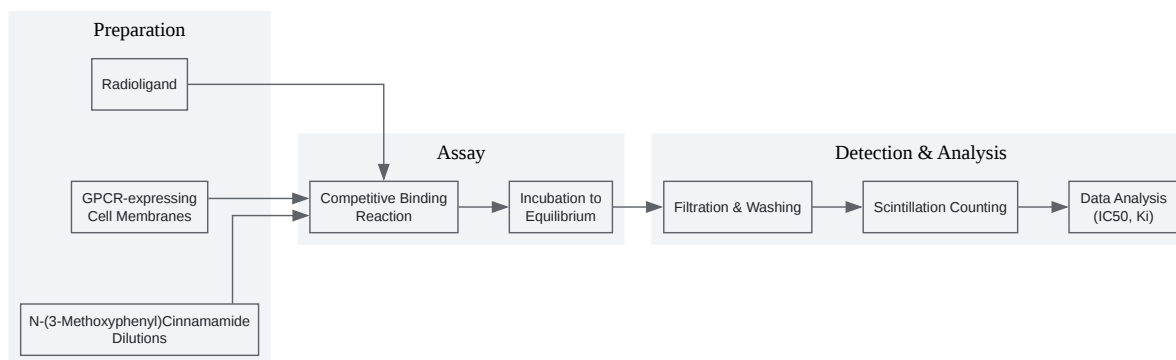 Preparation
Radioligand
GPCR-expressing
Cell Membranes
N-(3-Methoxyphenyl)Cinnamamide
Dilutions
Assay
Competitive Binding
Reaction
Incubation to
Equilibrium
Detection & Analysis
Filtration & Washing
Scintillation Counting
Data Analysis
(IC50, Ki)